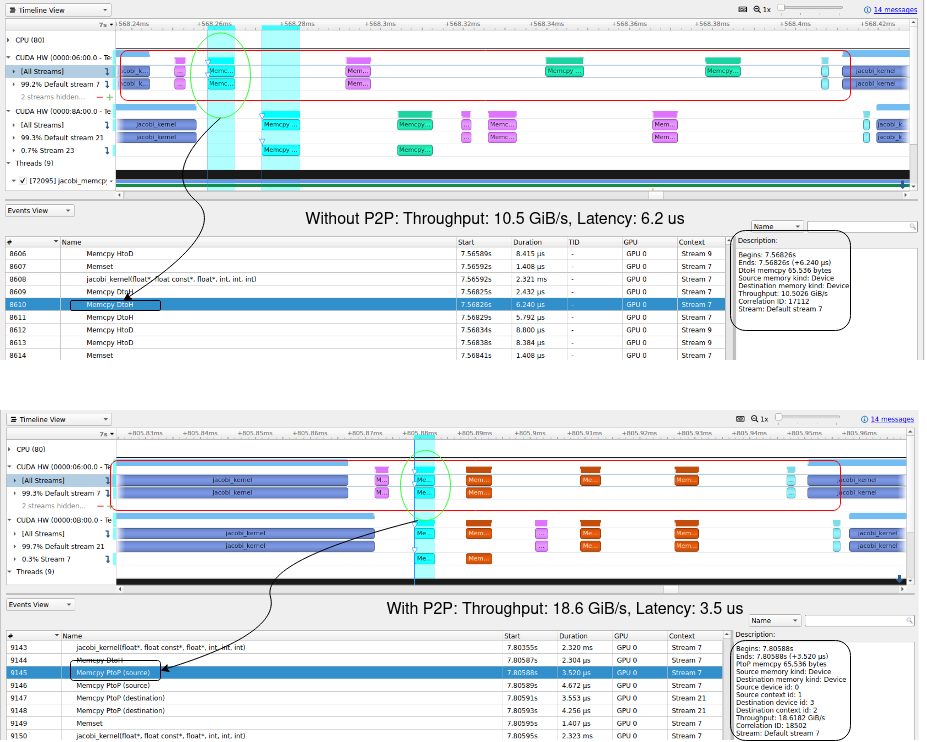 Timeline View
1x
14 messages
7s
+568.24ms
+568.26ms
+568.28ms
+568.3ms
+568.32ms
+568.34ms
+568.36ms
+568.38ms
+568.4ms
+568.42ms
CPU (80)
CUDA HW (0000:06:00.0 - Te
[All Streams]
jacobi_k...
...
Memc...
Mem...
Memcpy ...
Memcpy ...
jacobi_kernel
99.2% Default stream 7
jacobi_k...
...
Memc...
Mem...
jacobi_kernel
2 streams hidden...
CUDA HW (0000:8A:00.0 - Te
[All Streams]
jacobi_kernel
Memcpy ...
Memcpy...
...
Memc...
Mem...
jacobi_k
99.3% Default stream 21
jacobi_kernel
...
Memc...
Mem...
jacobi_k
0.7% Stream 23
Memcpy ...
Memcpy...
Threads (9)
[72095] jacobi_memcpy
Events View
Without P2P: Throughput: 10.5 GiB/s, Latency: 6.2 us
Name
# Name Start Duration TID GPU Context
8606 Memcpy HtoD 7.56589s 8.415 μs - GPU 0 Stream 9
8607 Memset 7.56592s 1.408 μs - GPU 0 Stream 7
8608 jacobi_kernel(float*, float const*, float*, int, int, int) 7.56592s 2.321 ms - GPU 0 Stream 7
8609 Memcpy DtoH 7.56825s 2.432 μs - GPU 0 Stream 7
8610 Memcpy DtoH 7.56826s 6.240 μs - GPU 0 Stream 7
8611 Memcpy DtoH 7.56829s 5.792 μs - GPU 0 Stream 7
8612 Memcpy HtoD 7.56834s 8.800 μs - GPU 0 Stream 9
8613 Memcpy HtoD 7.56838s 8.384 μs - GPU 0 Stream 9
8614 Memset 7.56841s 1.408 μs - GPU 0 Stream 7
Description:
Begins: 7.56826s
Ends: 7.56826s (+6.240 μs)
DtoH memcpy 65,536 bytes
Source memory kind: Device
Destination memory kind: Device
Throughput: 10.5026 GiB/s
Correlation ID: 17112
Stream: Default stream 7
Timeline View
1x
14 messages
7s
+805.83ms
+805.84ms
+805.85ms
+805.86ms
+805.87ms
+805.88ms
+805.89ms
+805.91ms
+805.92ms
+805.93ms
+805.94ms
+805.95ms
+805.96ms
CPU (80)
CUDA HW (0000:06:00.0 - Te
[All Streams]
jacobi_kernel
M...
Me...
Mem...
Me...
Mem...
...
jacobi_kernel
99.3% Default stream 7
jacobi_kernel
M...
Me...
Mem...
Me...
Mem...
...
jacobi_kernel
2 streams hidden...
CUDA HW (0000:0B:00.0 - Te
[All Streams]
jacobi_kernel
Me...
Mem...
...
Me...
Mem...
jacobi_kernel
99.7% Default stream 21
jacobi_kernel
...
Me...
Mem...
jacobi_kernel
0.3% Stream 7
Me...
Mem...
Threads (9)
Events View
With P2P: Throughput: 18.6 GiB/s, Latency: 3.5 us
Name
# Name Start Duration GPU Context
9143 jacobi_kernel(float*, float const*, float*, int, int, int) 7.80355s 2.320 ms GPU 0 Stream 7
9144 Memcpy DtoH 7.80587s 2.304 μs GPU 0 Stream 7
9145 Memcpy PtoP (source) 7.80588s 3.520 μs GPU 0 Stream 7
9146 Memcpy PtoP (source) 7.80589s 4.672 μs GPU 0 Stream 7
9147 Memcpy PtoP (destination) 7.80591s 3.553 μs GPU 0 Stream 21
9148 Memcpy PtoP (destination) 7.80593s 4.256 μs GPU 0 Stream 21
9149 Memset 7.80595s 1.407 μs GPU 0 Stream 7
9150 jacobi_kernel(float*, float const*, float*, int, int, int) 7.80595s 2.323 ms GPU 0 Stream 7
Description:
Begins: 7.80588s
Ends: 7.80588s (+3.520 μs)
PtoP memcpy 65,536 bytes
Source memory kind: Device
Destination memory kind: Device
Source device id: 0
Source context id: 1
Destination device id: 3
Destination context id: 2
Throughput: 18.6182 GiB/s
Correlation ID: 18502
Stream: Default stream 7